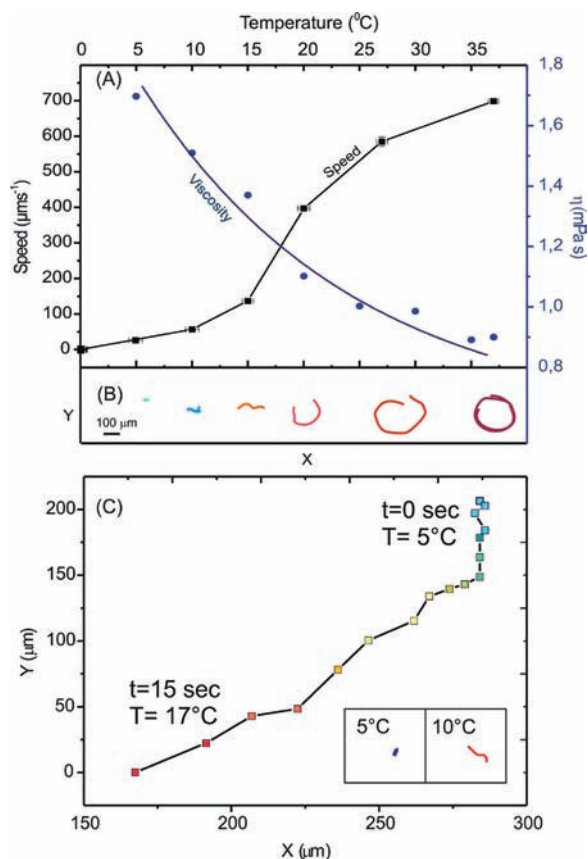 Temperature (⁰C)
0 5 10 15 20 25 30 35
(A)
1,8
700
600
1,6
500
Speed (µms⁻¹)
Viscosity
Speed
400
1,4
η(mPa s)
300
1,2
200
100
1,0
0
0,8
(B)
Y
100 µm
X
(C)
200
t=0 sec
T= 5°C
150
Y (µm)
100
t=15 sec
T= 17°C
50
5°C 10°C
0
150 200 250 300
X (µm)